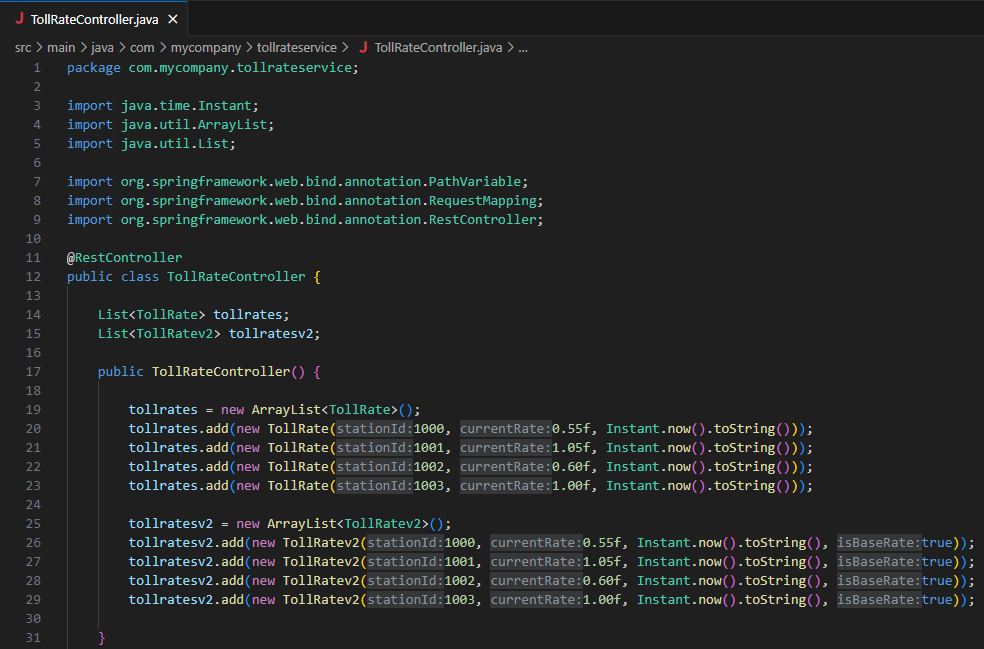 J TollRateController.java ×
src > main > java > com > mycompany > tollrateservice > J TollRateController.java > ...
1 package com.mycompany.tollrateservice;
2
3 import java.time.Instant;
4 import java.util.ArrayList;
5 import java.util.List;
6
7 import org.springframework.web.bind.annotation.PathVariable;
8 import org.springframework.web.bind.annotation.RequestMapping;
9 import org.springframework.web.bind.annotation.RestController;
10
11 @RestController
12 public class TollRateController {
13
14 List<TollRate> tollrates;
15 List<TollRatev2> tollratesv2;
16
17 public TollRateController() {
18
19 tollrates = new ArrayList<TollRate>();
20 tollrates.add(new TollRate(stationId:1000, currentRate:0.55f, Instant.now().toString()));
21 tollrates.add(new TollRate(stationId:1001, currentRate:1.05f, Instant.now().toString()));
22 tollrates.add(new TollRate(stationId:1002, currentRate:0.60f, Instant.now().toString()));
23 tollrates.add(new TollRate(stationId:1003, currentRate:1.00f, Instant.now().toString()));
24
25 tollratesv2 = new ArrayList<TollRatev2>();
26 tollratesv2.add(new TollRatev2(stationId:1000, currentRate:0.55f, Instant.now().toString(), isBaseRate:true));
27 tollratesv2.add(new TollRatev2(stationId:1001, currentRate:1.05f, Instant.now().toString(), isBaseRate:true));
28 tollratesv2.add(new TollRatev2(stationId:1002, currentRate:0.60f, Instant.now().toString(), isBaseRate:true));
29 tollratesv2.add(new TollRatev2(stationId:1003, currentRate:1.00f, Instant.now().toString(), isBaseRate:true));
30
31 }